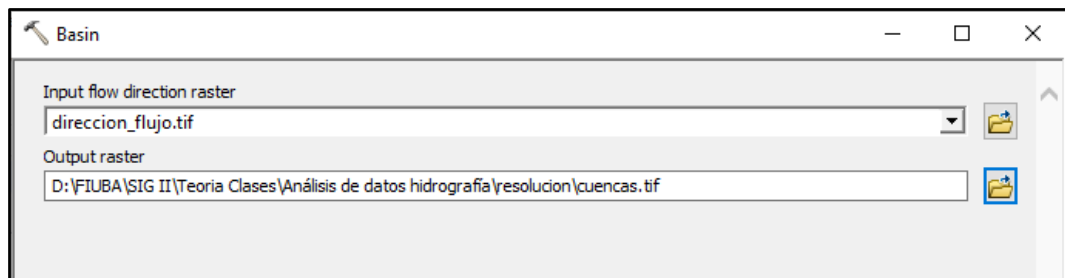 Basin
Input flow direction raster
direccion_flujo.tif
Output raster
D:\FIUBA\SIG II\Teoria Clases\Análisis de datos hidrografía\resolucion\cuencas.tif